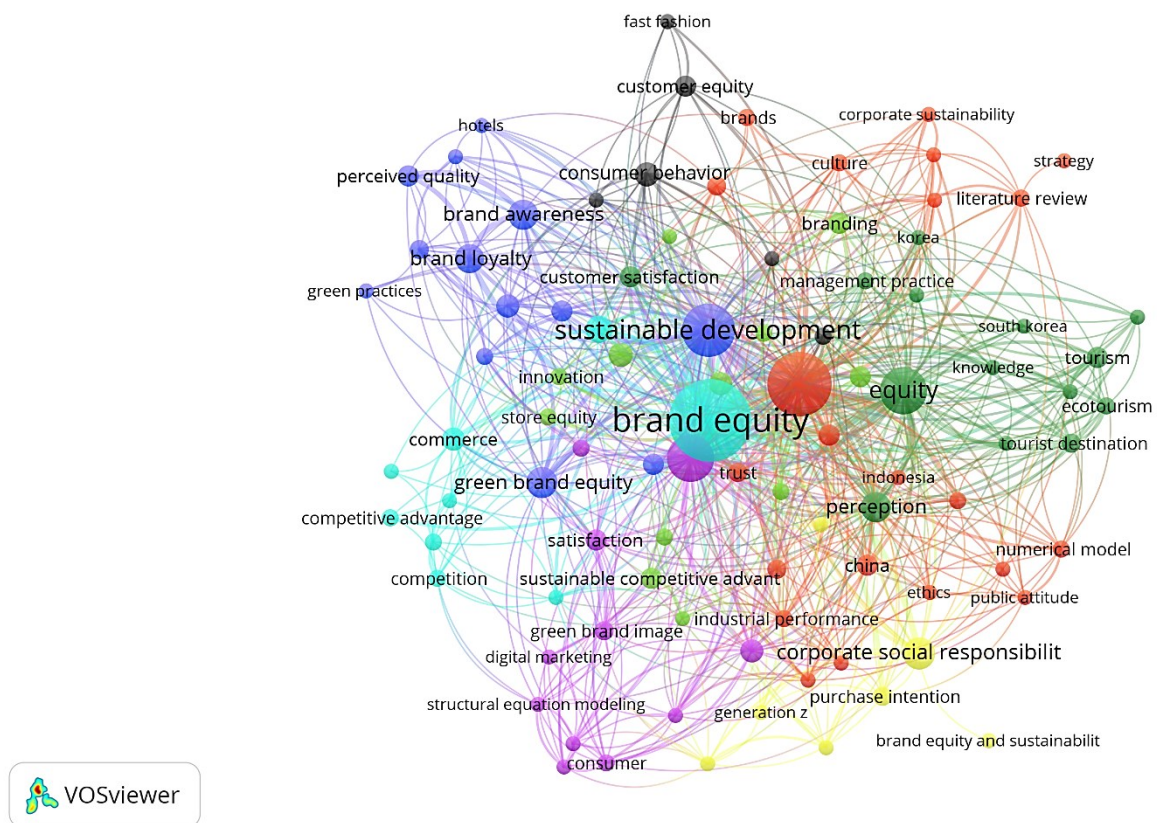 fast fashion
customer equity
corporate sustainability
brands
hotels
strategy
culture
consumer behavior
perceived quality
literature review
brand awareness
branding
korea
brand loyalty
customer satisfaction
management practice
green practices
sustainable development
south korea
tourism
knowledge
innovation
equity
ecotourism
store equity
brand equity
commerce
tourist destination
trust
indonesia
green brand equity
perception
competitive advantage
satisfaction
numerical model
china
competition
sustainable competitive advant
ethics
public attitude
industrial performance
green brand image
corporate social responsibilit
digital marketing
purchase intention
structural equation modeling
generation z
brand equity and sustainabilit
consumer
VOSviewer